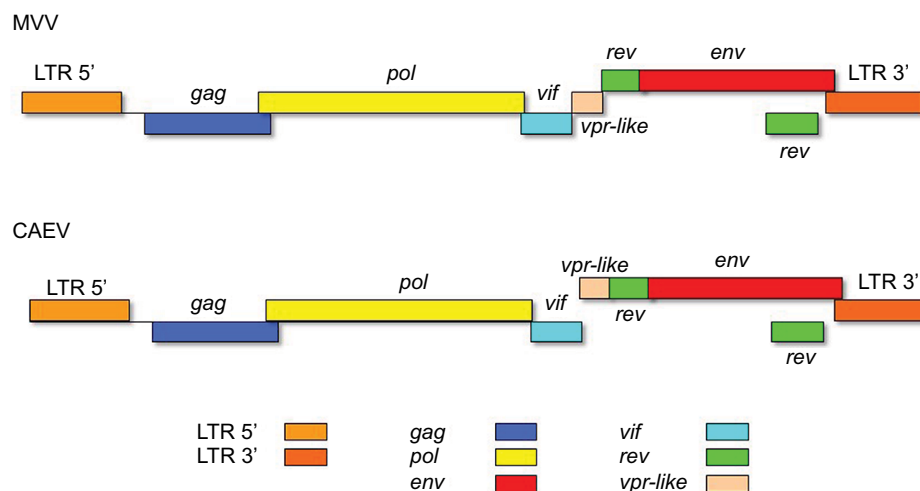 MVV
rev env
LTR 5' pol LTR 3'
gag vif
vpr-like
rev
CAEV
vpr-like env
LTR 5' pol LTR 3'
gag vif
rev
rev
LTR 5' gag vif
LTR 3' pol rev
env vpr-like